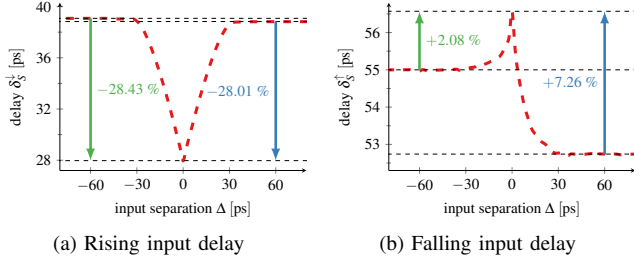 40
36
32
28
delay δ_S^↓ [ps]
−28.43 %
−28.01 %
−60 −30 0 30 60
input separation Δ [ps]
(a) Rising input delay
56
55
54
53
delay δ_S^↑ [ps]
+2.08 %
+7.26 %
−60 −30 0 30 60
input separation Δ [ps]
(b) Falling input delay